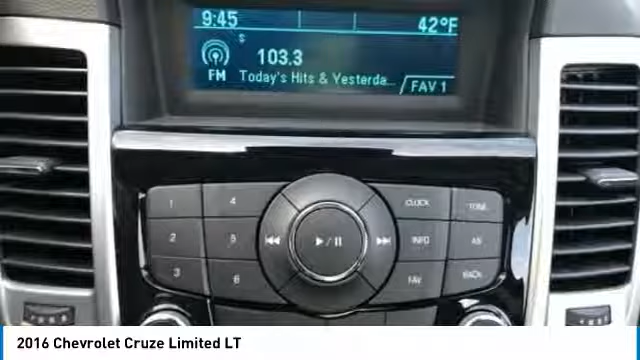 9:45
42°F
S
103.3
FM
Today's Hits & Yesterda...
FAV 1
1
4
CLOCK
TONE
2
5
INFO
AS
3
6
FAV
BACK
2016 Chevrolet Cruze Limited LT